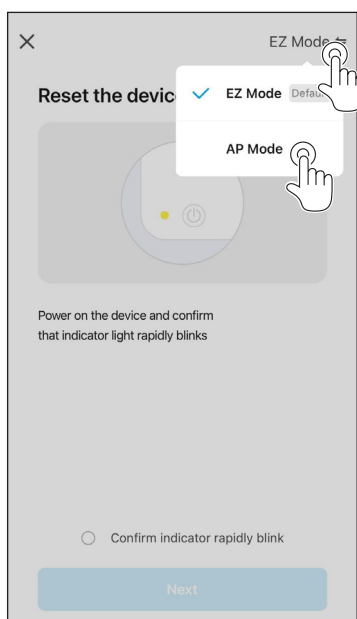 EZ Mode
Reset the devic
EZ Mode Defau
AP Mode
Power on the device and confirm
that indicator light rapidly blinks
Confirm indicator rapidly blink
Next